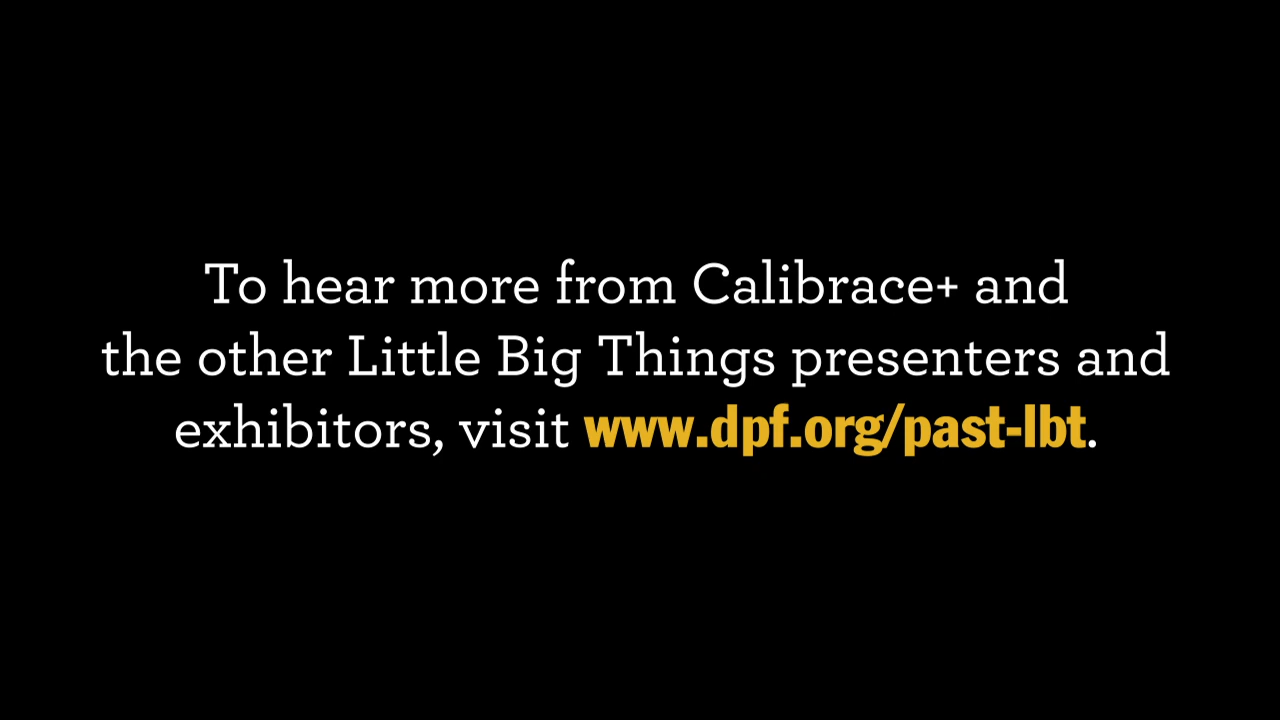 To hear more from Calibrace+ and
the other Little Big Things presenters and
exhibitors, visit www.dpf.org/past-lbt.